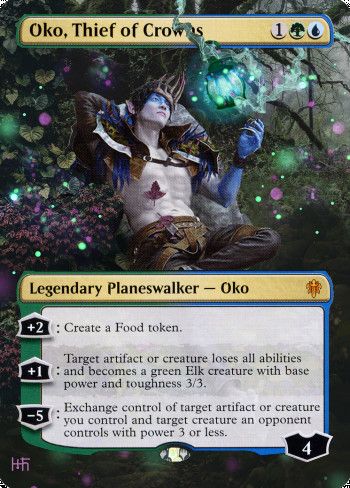 Oko, Thief of Crowns 1
Legendary Planeswalker — Oko
+2 : Create a Food token.
Target artifact or creature loses all abilities
+1 : and becomes a green Elk creature with base
power and toughness 3/3.
Exchange control of target artifact or creature
-5 : you control and target creature an opponent
controls with power 3 or less.
4